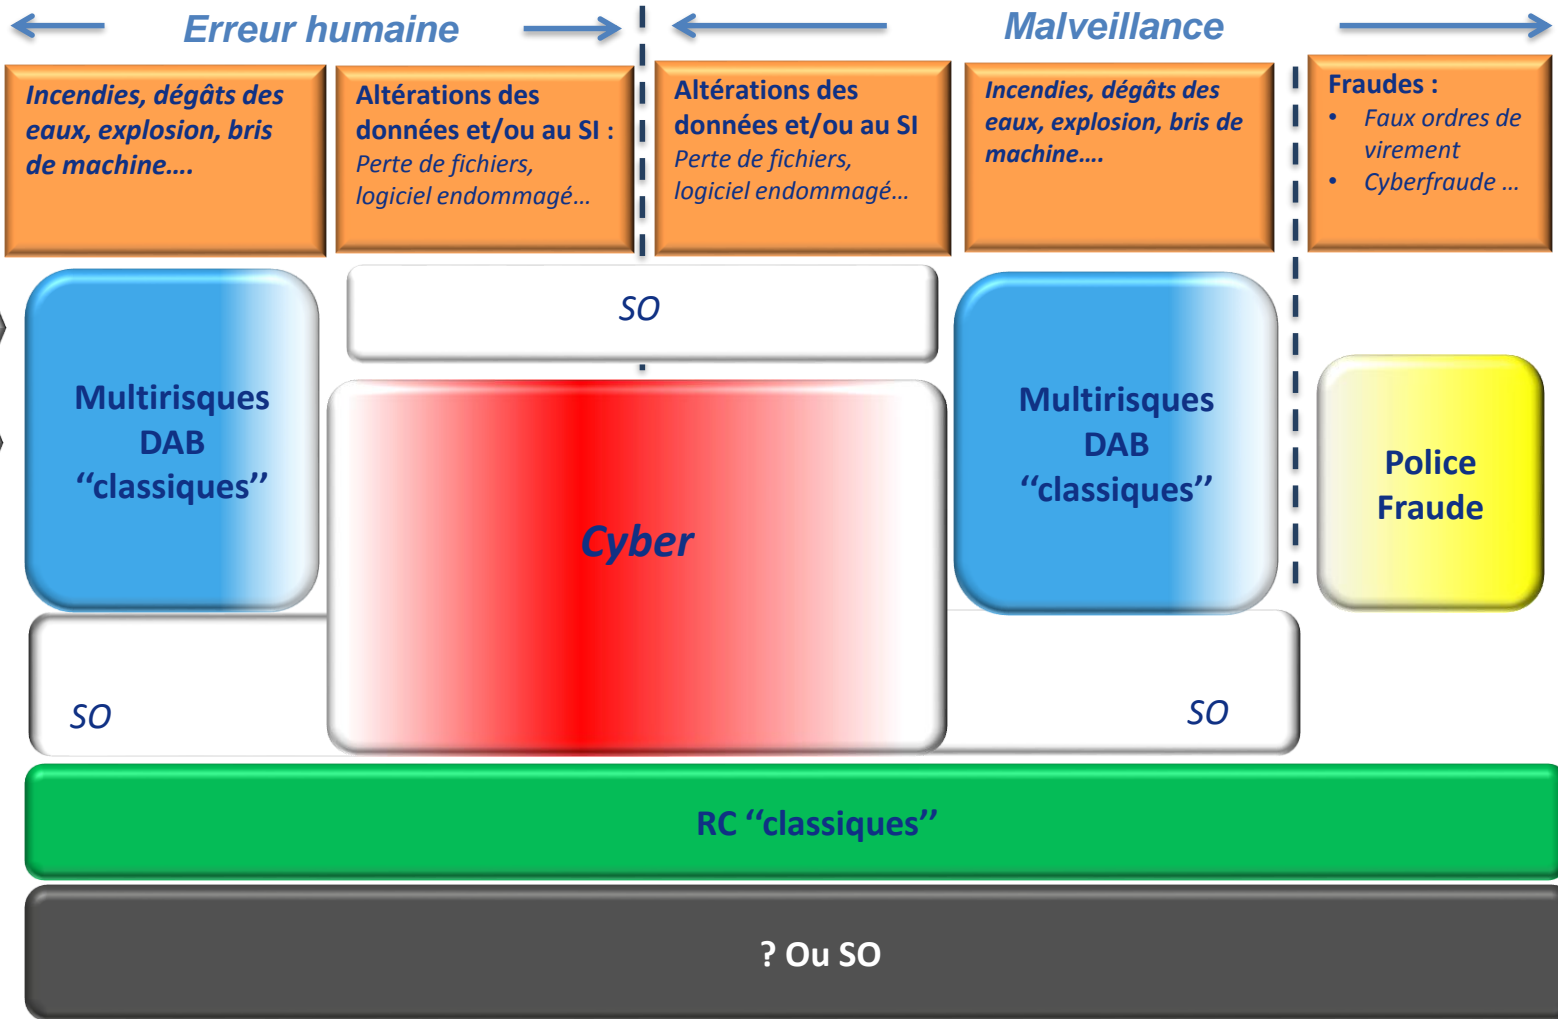 Erreur humaine
Malveillance
Incendies, dégâts des
eaux, explosion, bris
de machine....
Altérations des
données et/ou au SI :
Perte de fichiers,
logiciel endommagé...
Altérations des
données et/ou au SI
Perte de fichiers,
logiciel endommagé...
Incendies, dégâts des
eaux, explosion, bris de
machine....
Fraudes :
• Faux ordres de
virement
• Cyberfraude ...
SO
Multirisques
DAB
‘‘classiques’’
Cyber
Multirisques
DAB
‘‘classiques’’
Police
Fraude
SO
SO
RC ‘‘classiques’’
? Ou SO